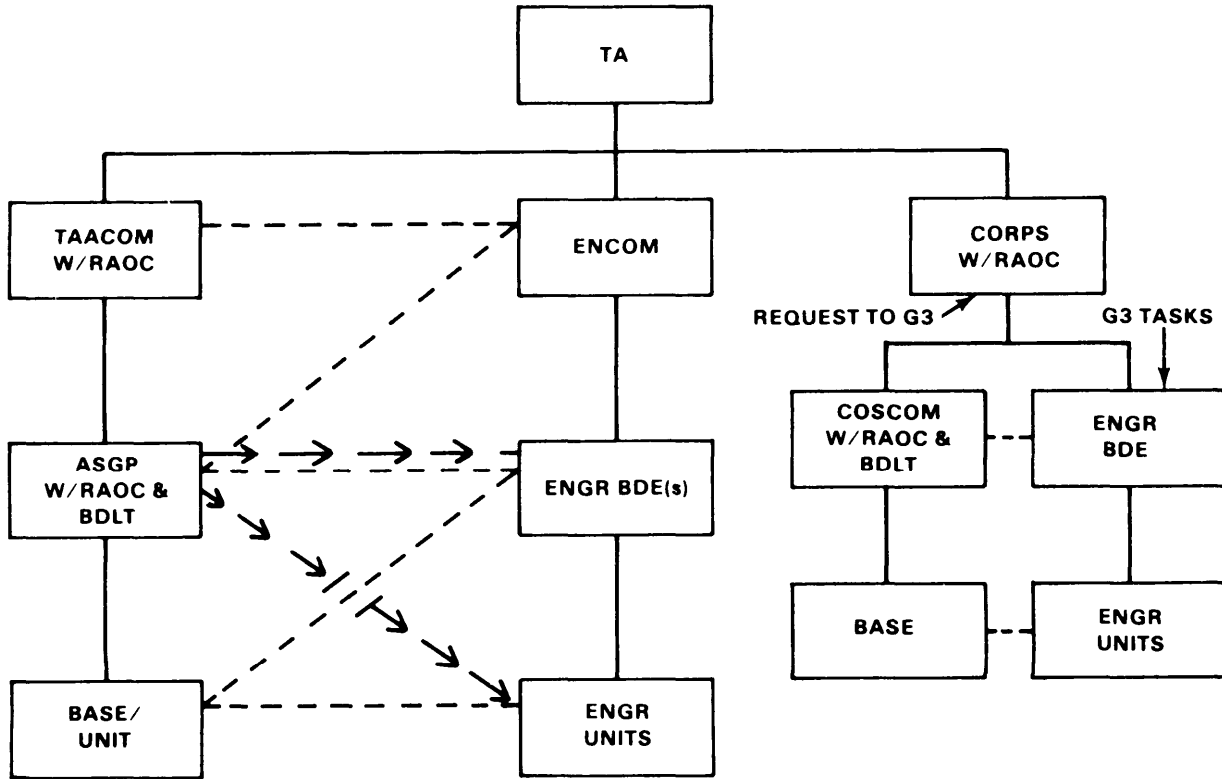 TA
TAACOM
W/RAOC
ENCOM
CORPS
W/RAOC
REQUEST TO G3
G3 TASKS
ASGP
W/RAOC &
BDLT
ENGR BDE(s)
COSCOM
W/RAOC &
BDLT
ENGR
BDE
BASE
ENGR
UNITS
BASE/
UNIT
ENGR
UNITS